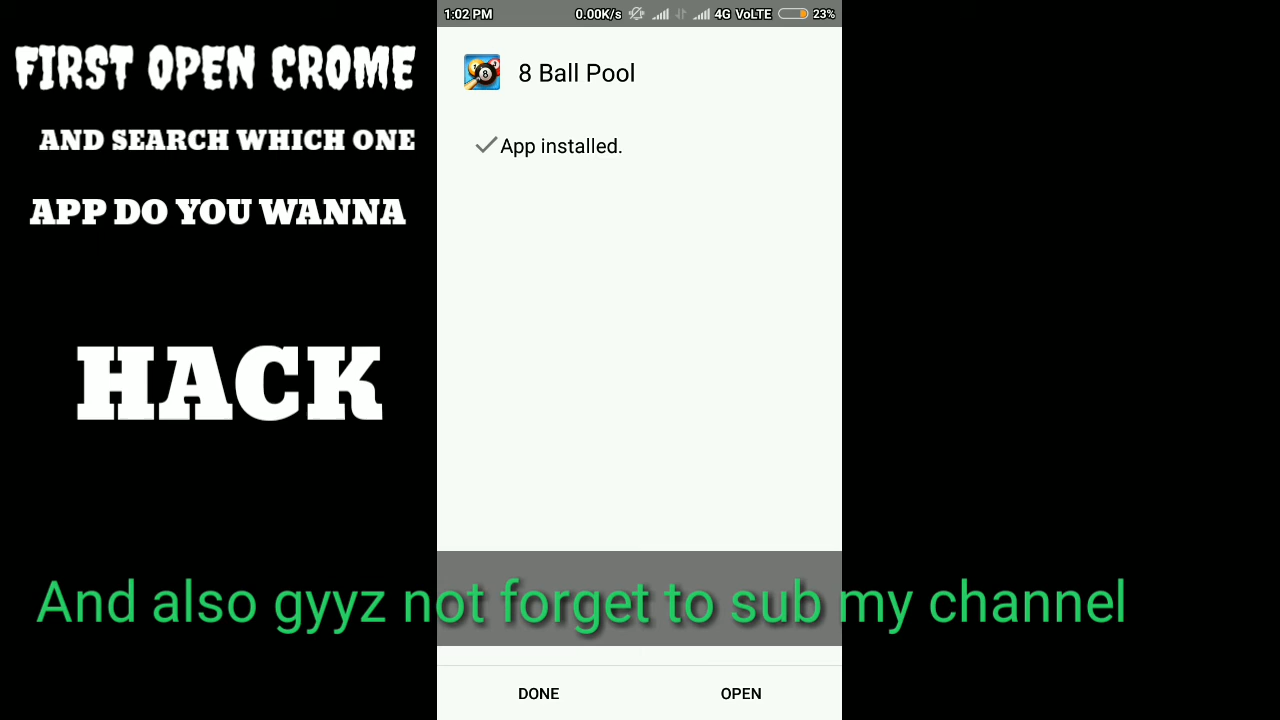 1:02 PM 0.00K/s 4G VoLTE 23%
FIRST OPEN CROME
AND SEARCH WHICH ONE
APP DO YOU WANNA
HACK
8 Ball Pool
App installed.
And also gyyz not forget to sub my channel
DONE OPEN